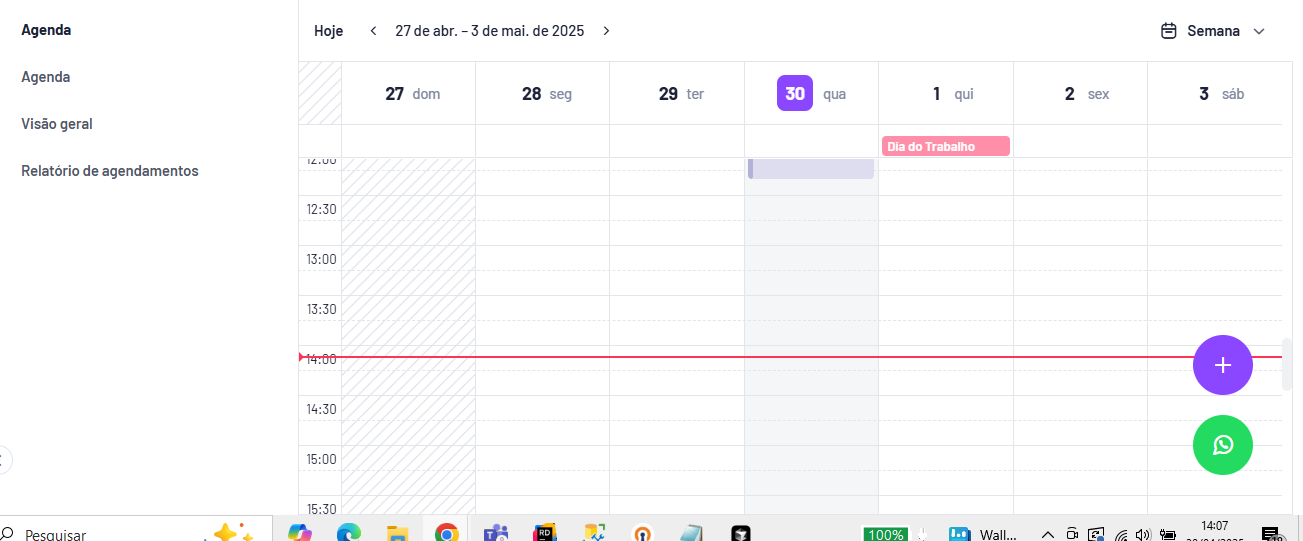 Agenda
Agenda
Visão geral
Relatório de agendamentos
Hoje 27 de abr. – 3 de mai. de 2025 Semana
27 dom 28 seg 29 ter 30 qua 1 qui 2 sex 3 sáb
Dia do Trabalho
12:00
12:30
13:00
13:30
14:00
14:30
15:00
15:30
Pesquisar
RD
100%
Wall...
14:07